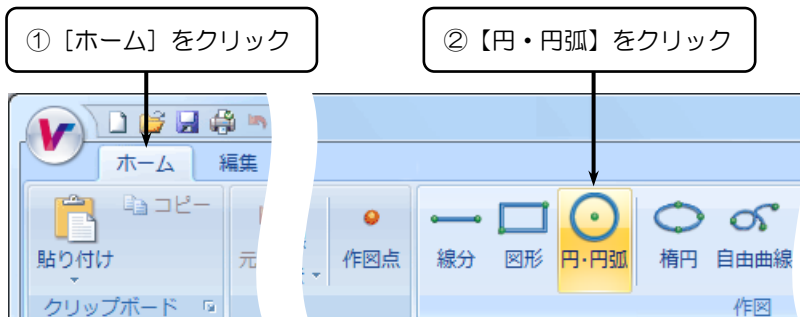 ① [ホーム] をクリック
②【円・円弧】をクリック
ホーム
編集
貼り付け
コピー
クリップボード
元
作図点
線分
図形
円・円弧
楕円
自由曲線
作図